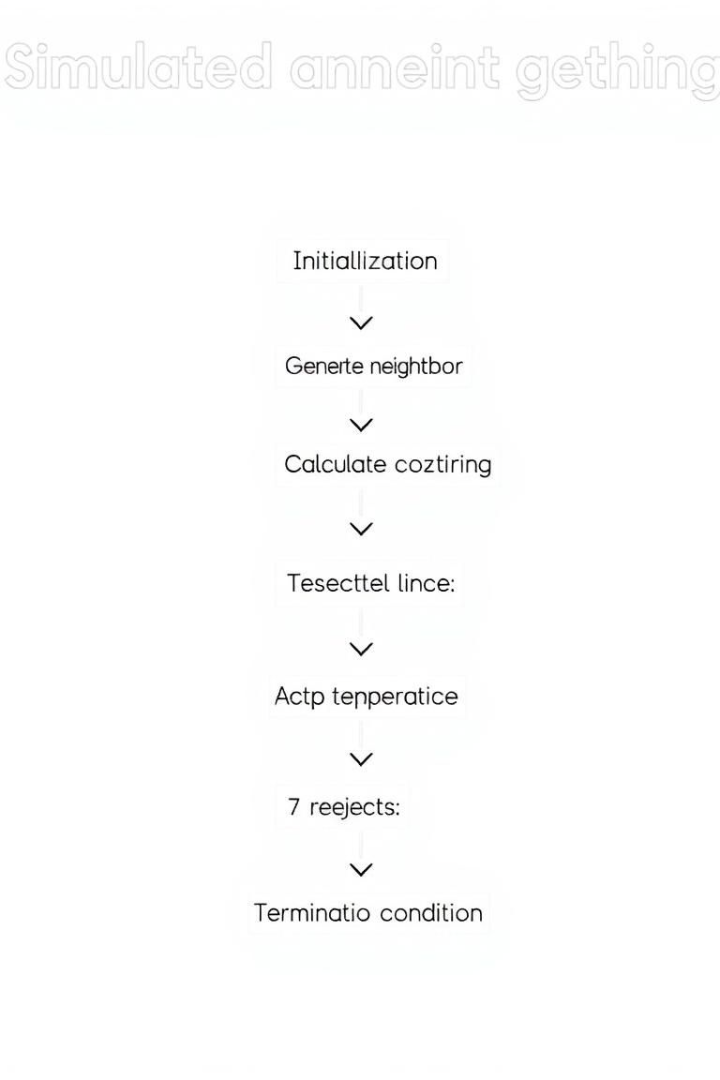 Simulated anneint gething
Initiallization
Generte neightbor
Calculate coztiring
Tesecttel lince:
Actp tenperatice
7 reejects:
Terminatio condition